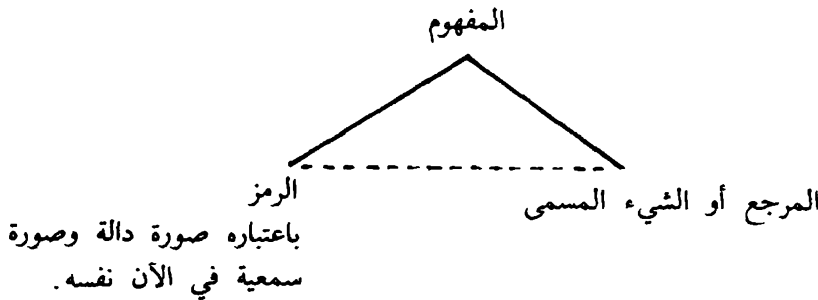 المفهوم
المرجع أو الشيء المسمى
الرمز
باعتباره صورة دالة وصورة
سمعية في الآن نفسه.